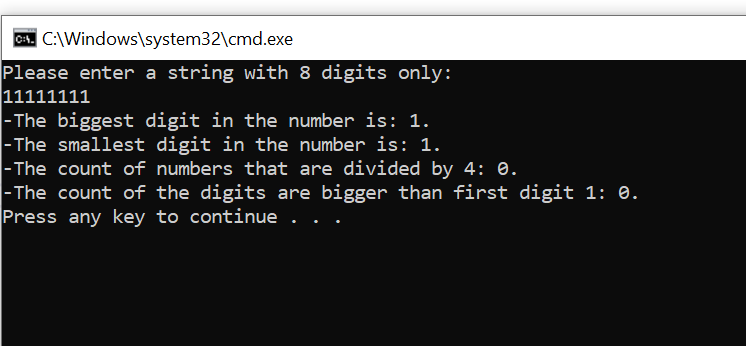 C:\Windows\system32\cmd.exe
Please enter a string with 8 digits only:
11111111
-The biggest digit in the number is: 1.
-The smallest digit in the number is: 1.
-The count of numbers that are divided by 4: 0.
-The count of the digits are bigger than first digit 1: 0.
Press any key to continue . . .